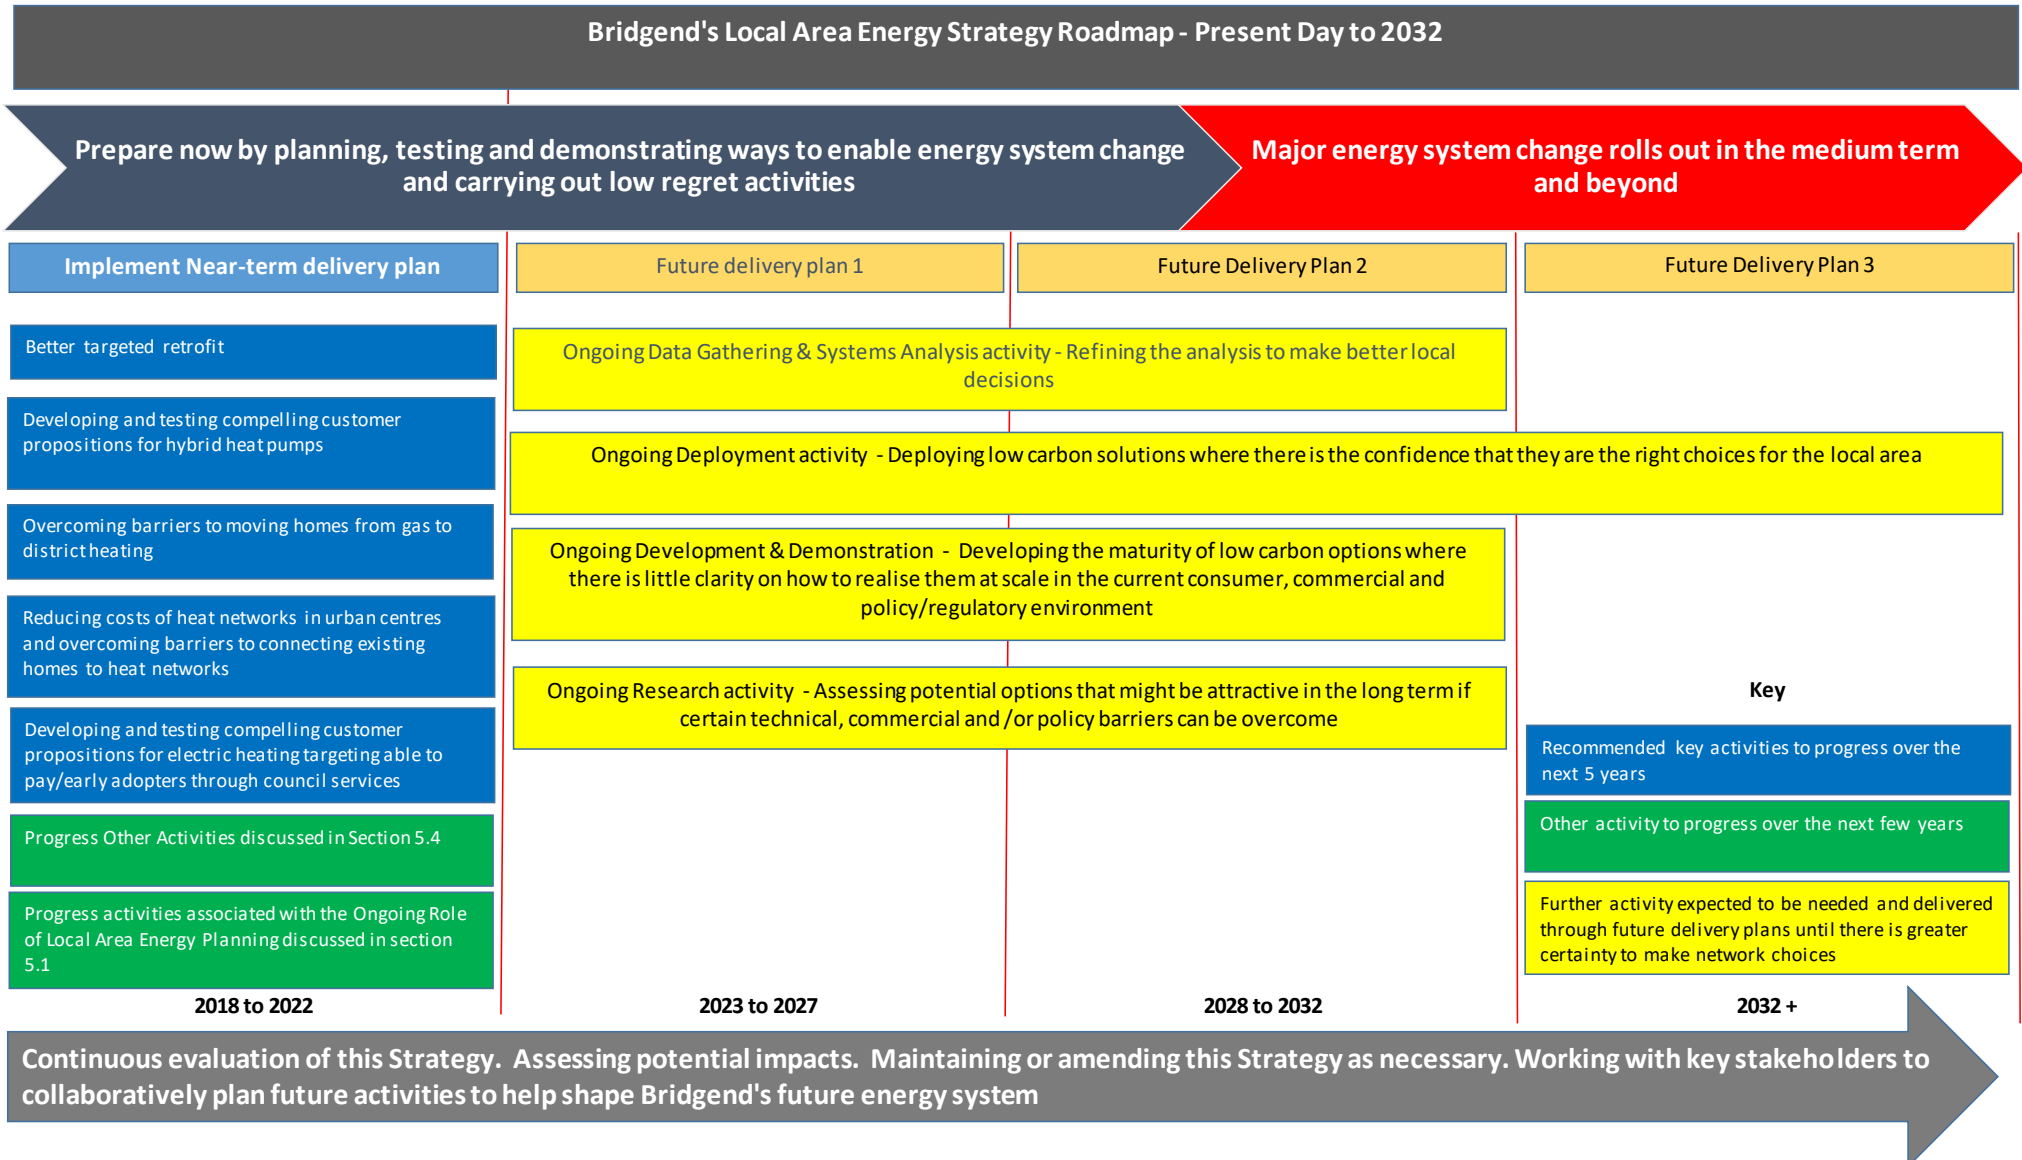 Bridgend's Local Area Energy Strategy Roadmap - Present Day to 2032
Prepare now by planning, testing and demonstrating ways to enable energy system change
and carrying out low regret activities
Major energy system change rolls out in the medium term
and beyond
Implement Near-term delivery plan
Future delivery plan 1
Future Delivery Plan 2
Future Delivery Plan 3
Better targeted retrofit
Developing and testing compelling customer
propositions for hybrid heat pumps
Overcoming barriers to moving homes from gas to
district heating
Reducing costs of heat networks in urban centres
and overcoming barriers to connecting existing
homes to heat networks
Developing and testing compelling customer
propositions for electric heating targeting able to
pay/early adopters through council services
Progress Other Activities discussed in Section 5.4
Progress activities associated with the Ongoing Role
of Local Area Energy Planning discussed in section
5.1
Ongoing Data Gathering & Systems Analysis activity - Refining the analysis to make better local
decisions
Ongoing Deployment activity - Deploying low carbon solutions where there is the confidence that they are the right choices for the local area
Ongoing Development & Demonstration - Developing the maturity of low carbon options where
there is little clarity on how to realise them at scale in the current consumer, commercial and
policy/regulatory environment
Ongoing Research activity - Assessing potential options that might be attractive in the long term if
certain technical, commercial and /or policy barriers can be overcome
Key
Recommended key activities to progress over the
next 5 years
Other activity to progress over the next few years
Further activity expected to be needed and delivered
through future delivery plans until there is greater
certainty to make network choices
2018 to 2022
2023 to 2027
2028 to 2032
2032 +
Continuous evaluation of this Strategy. Assessing potential impacts. Maintaining or amending this Strategy as necessary. Working with key stakeholders to
collaboratively plan future activities to help shape Bridgend's future energy system